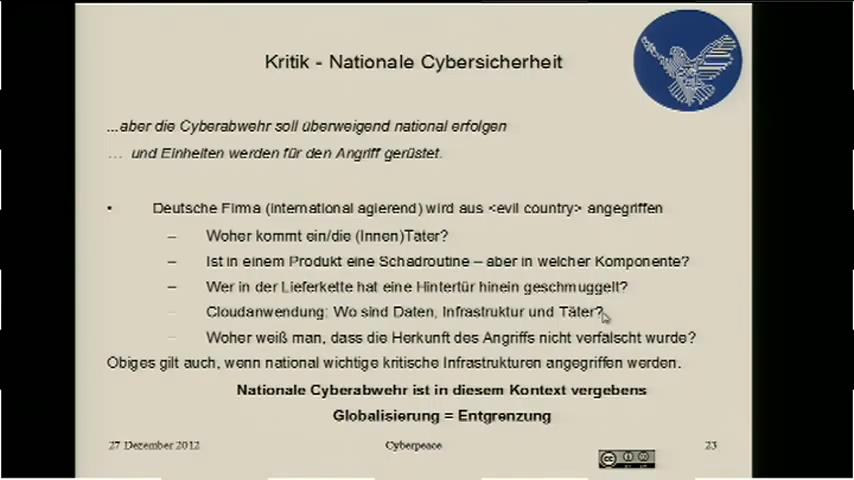 Kritik - Nationale Cybersicherheit
...aber die Cyberabwehr soll überweigend national erfolgen
... und Einheiten werden für den Angriff gerüstet.
• Deutsche Firma (international agierend) wird aus <evil country> angegriffen
– Woher kommt ein/die (Innen)Täter?
– Ist in einem Produkt eine Schadroutine – aber in welcher Komponente?
– Wer in der Lieferkette hat eine Hintertür hinein geschmuggelt?
– Cloudanwendung: Wo sind Daten, Infrastruktur und Täter?
– Woher weiß man, dass die Herkunft des Angriffs nicht verfälscht wurde?
Obiges gilt auch, wenn national wichtige kritische Infrastrukturen angegriffen werden.
Nationale Cyberabwehr ist in diesem Kontext vergebens
Globalisierung = Entgrenzung
27 Dezember 2012 Cyberpeace 23
cc